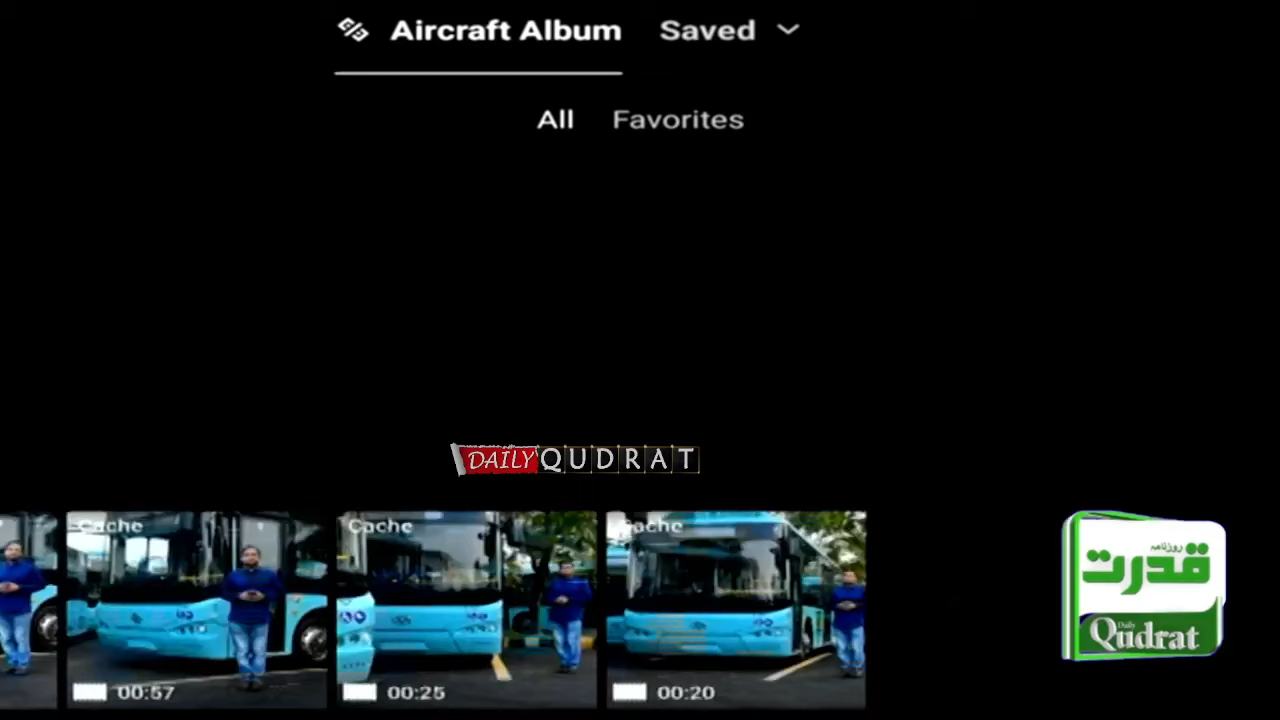 Aircraft Album Saved
All Favorites
DAILY QUDRAT
Cache Cache Cache
00:57 00:25 00:20
روزنامہ
قدرت
Daily
Qudrat